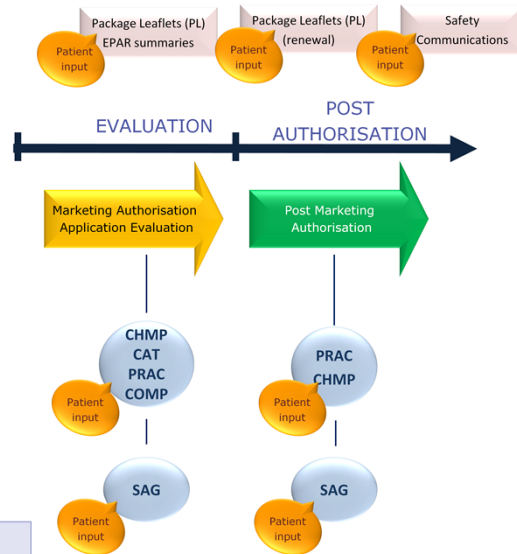 Package Leaflets (PL)
EPAR summaries
Patient
input
Package Leaflets (PL)
(renewal)
Patient
input
Safety
Communications
Patient
input
EVALUATION
POST
AUTHORISATION
Marketing Authorisation
Application Evaluation
Post Marketing
Authorisation
CHMP
CAT
PRAC
COMP
Patient
input
PRAC
CHMP
Patient
input
SAG
Patient
input
SAG
Patient
input